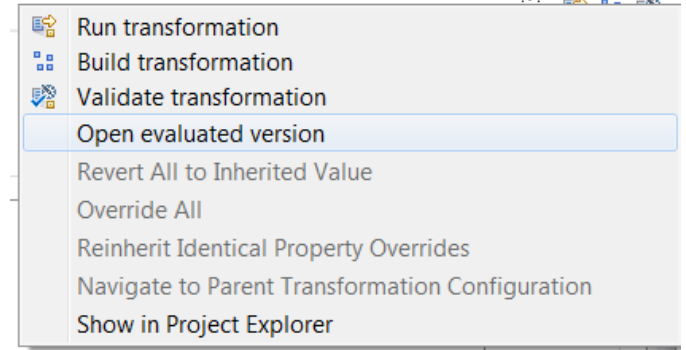 Run transformation
Build transformation
Validate transformation
Open evaluated version
Revert All to Inherited Value
Override All
Reinherit Identical Property Overrides
Navigate to Parent Transformation Configuration
Show in Project Explorer